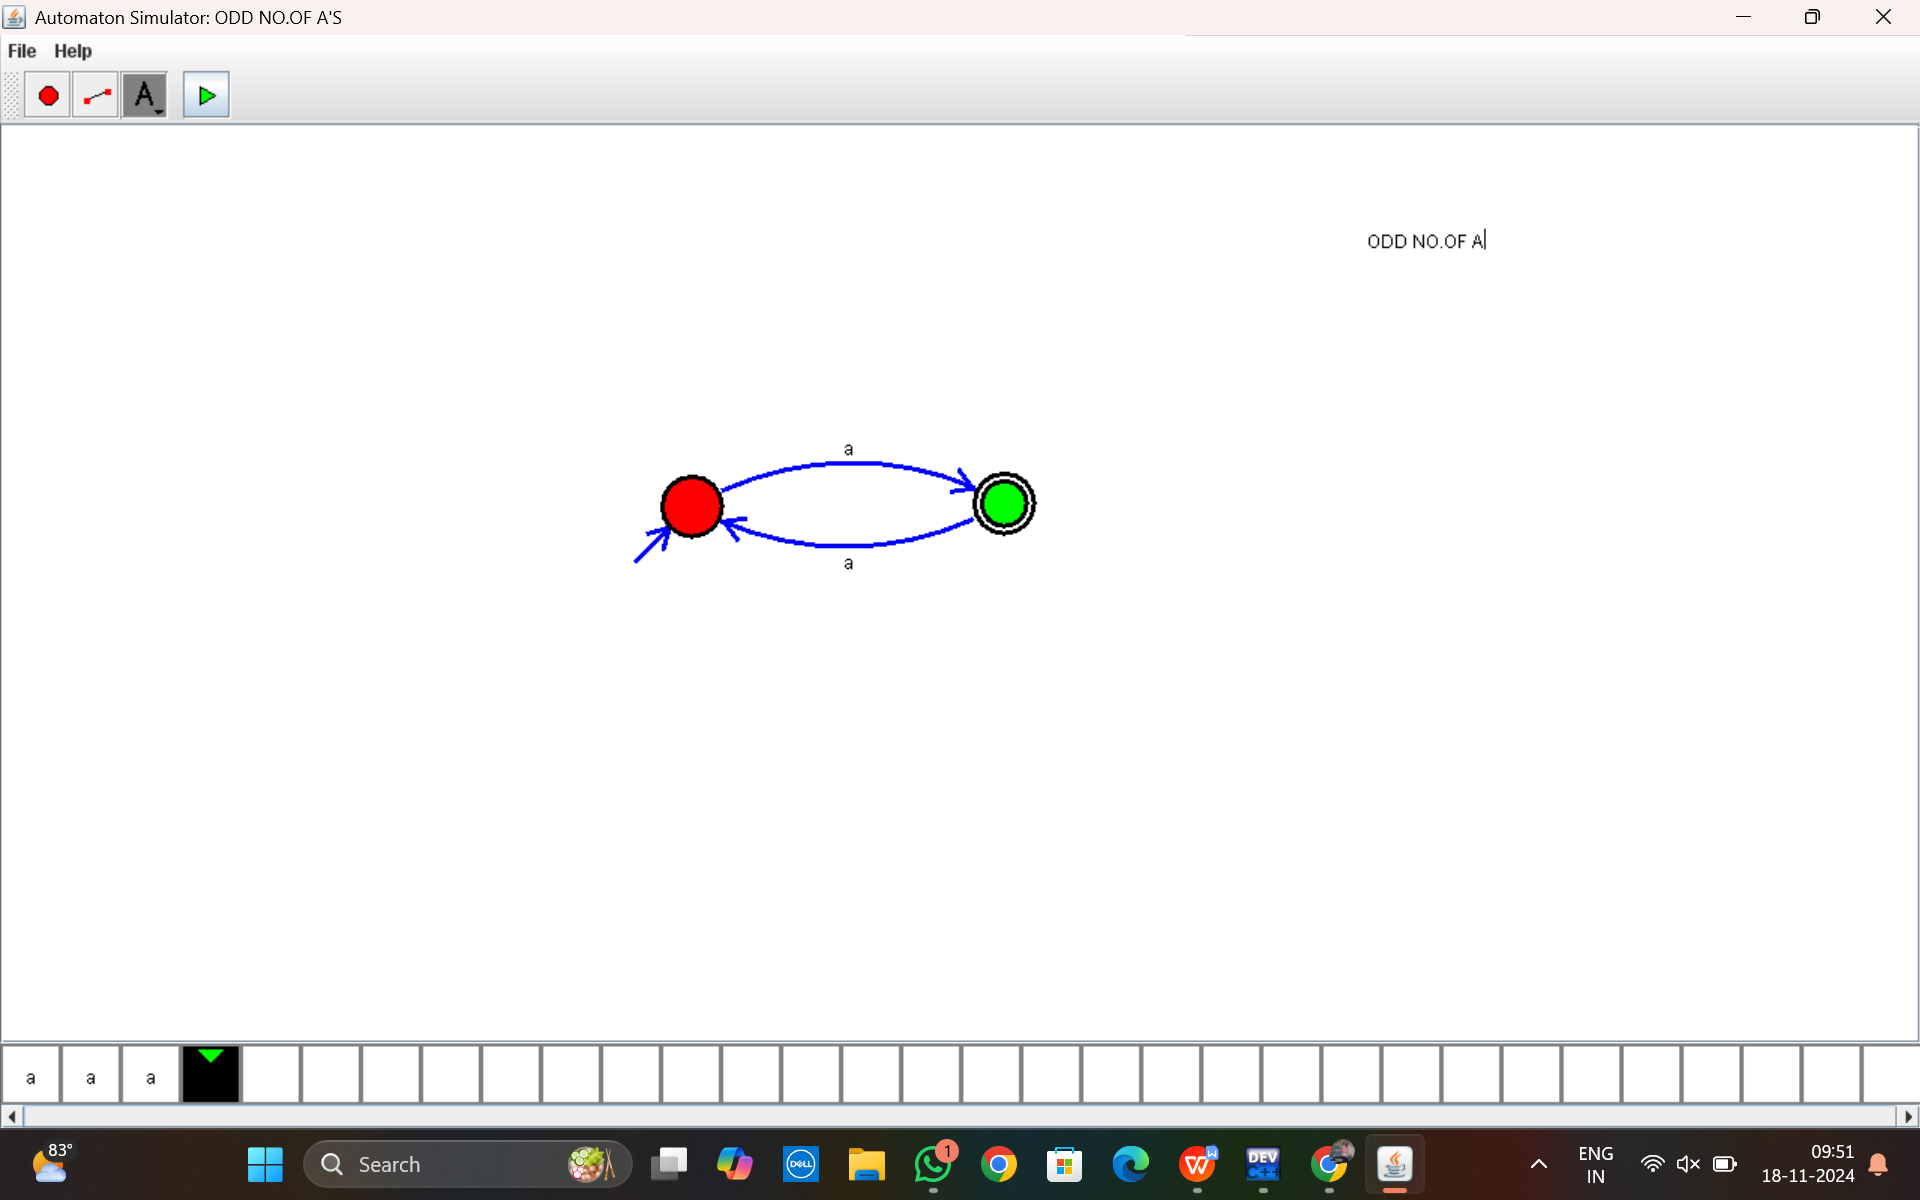 Automaton Simulator: ODD NO.OF A'S
File Help
A
ODD NO.OF A
a
a
a a a
83°
Search
DELL
1
W
W
DEV
C++
ENG
IN
09:51
18-11-2024